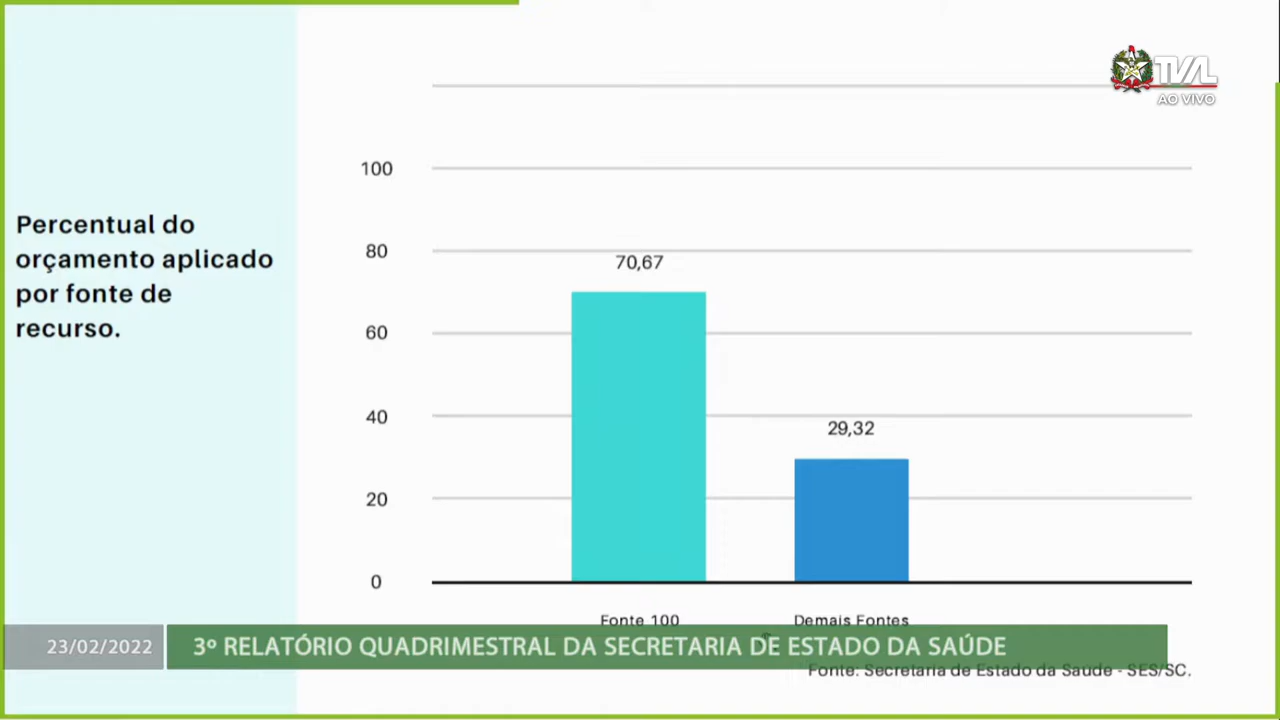 TVAL
AO VIVO
Percentual do
orçamento aplicado
por fonte de
recurso.
100
80
60
40
20
0
70,67
29,32
Fonte 100
Demais Fontes
23/02/2022
3º RELATÓRIO QUADRIMESTRAL DA SECRETARIA DE ESTADO DA SAÚDE
Fonte: Secretaria de Estado da Saude - SES/SC.